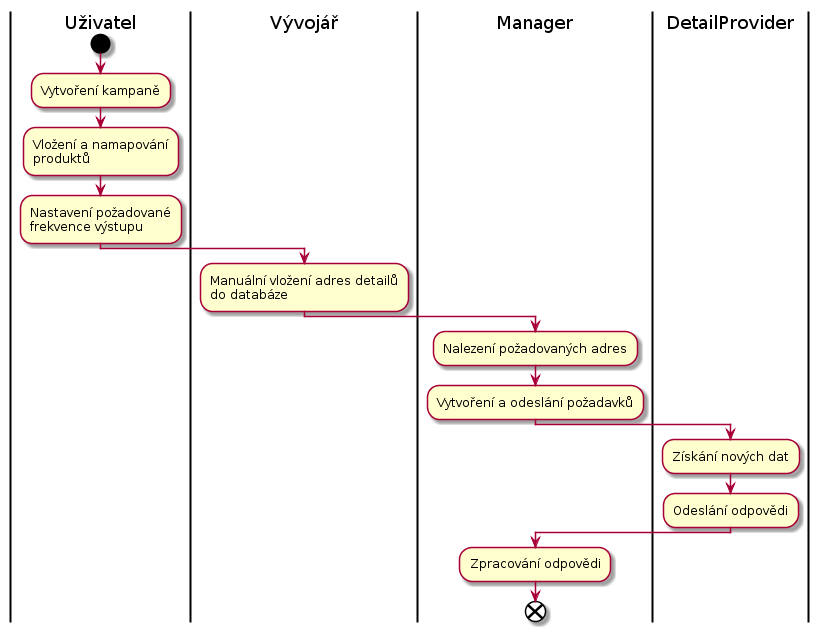 Uživatel
Vývojář
Manager
DetailProvider
Vytvoření kampaně
Vložení a namapování
produktů
Nastavení požadované
frekvence výstupu
Manuální vložení adres detailů
do databáze
Nalezení požadovaných adres
Vytvoření a odeslání požadavků
Získání nových dat
Odeslání odpovědi
Zpracování odpovědi